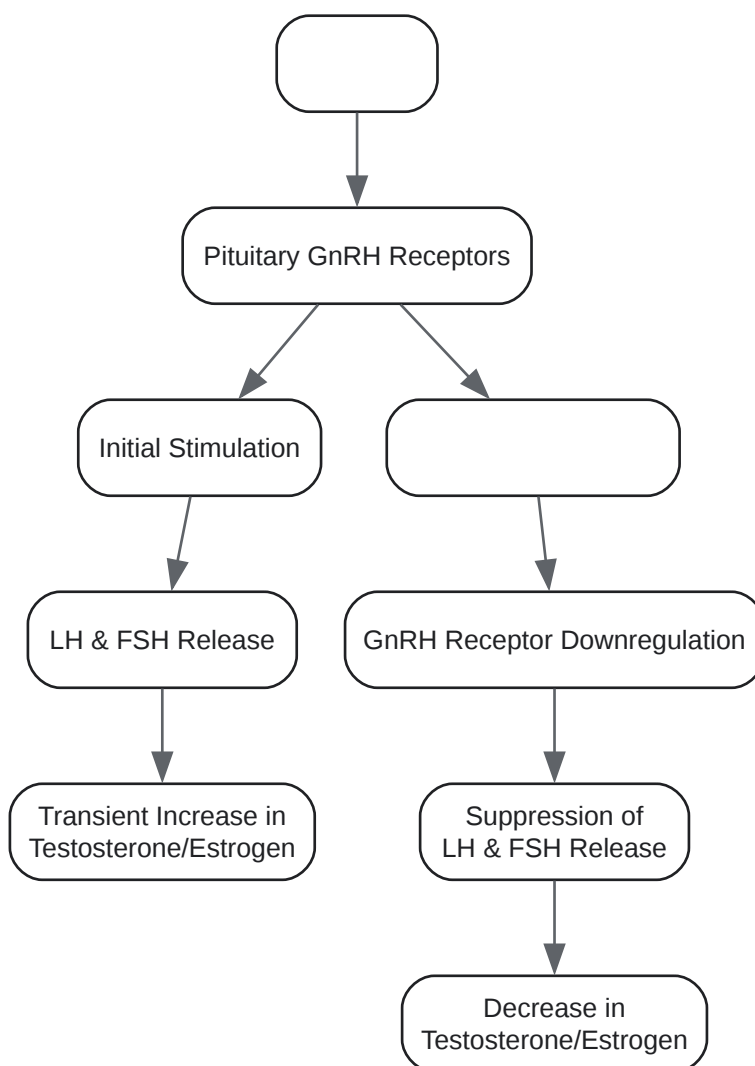 Pituitary GnRH Receptors
Initial Stimulation
LH & FSH Release
GnRH Receptor Downregulation
Transient Increase in
Testosterone/Estrogen
Suppression of
LH & FSH Release
Decrease in
Testosterone/Estrogen